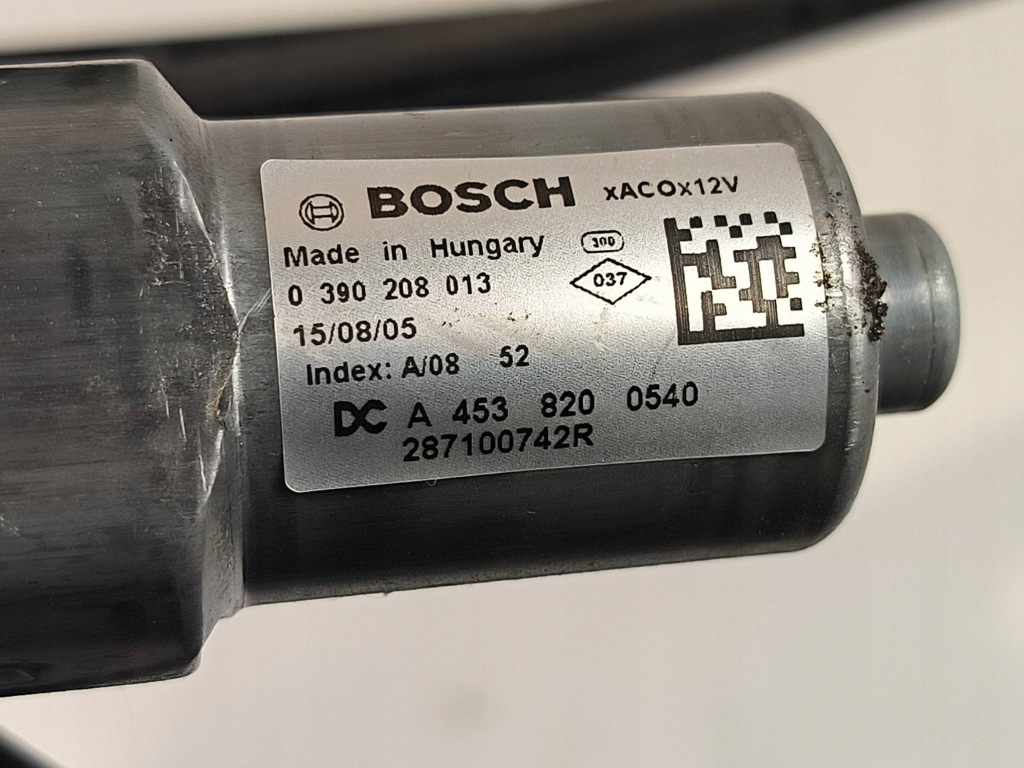 BOSCH xACOx12V
Made in Hungary
0 390 208 013 037
15/08/05
Index: A/08 52
DC A 453 820 0540
287100742R